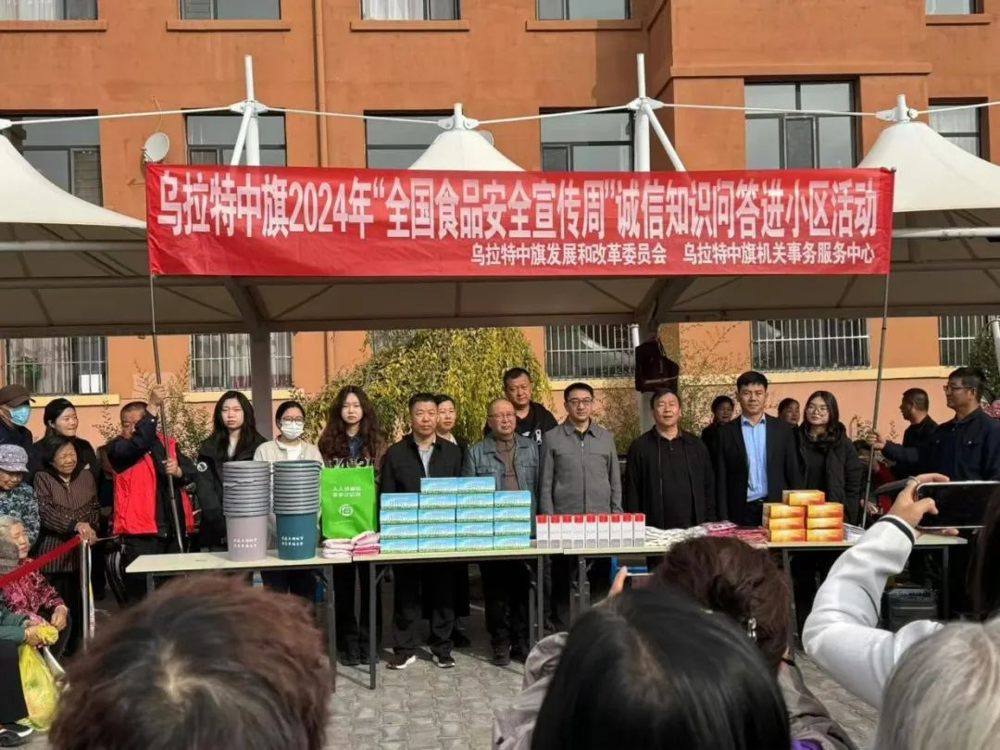 乌拉特中旗2024年“全国食品安全宣传周”诚信知识问答进小区活动
乌拉特中旗发展和改革委员会 乌拉特中旗机关事务服务中心